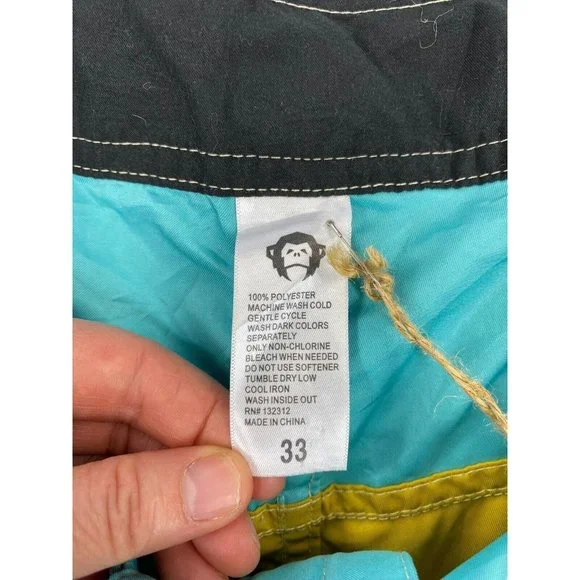 100% POLYESTER
MACHINE WASH COLD
GENTLE CYCLE
WASH DARK COLORS
SEPARATELY
ONLY NON-CHLORINE
BLEACH WHEN NEEDED
DO NOT USE SOFTENER
TUMBLE DRY LOW
COOL IRON
WASH INSIDE OUT
RN# 132312
MADE IN CHINA
33